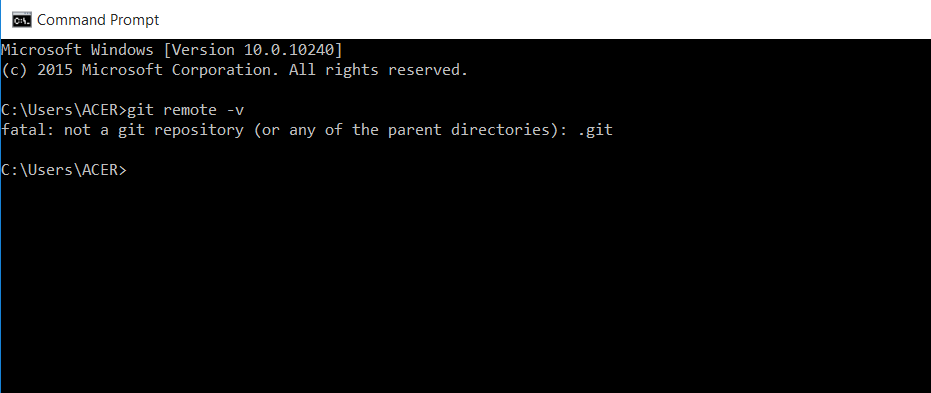 Command Prompt
Microsoft Windows [Version 10.0.10240]
(c) 2015 Microsoft Corporation. All rights reserved.
C:\Users\ACER>git remote -v
fatal: not a git repository (or any of the parent directories): .git
C:\Users\ACER>